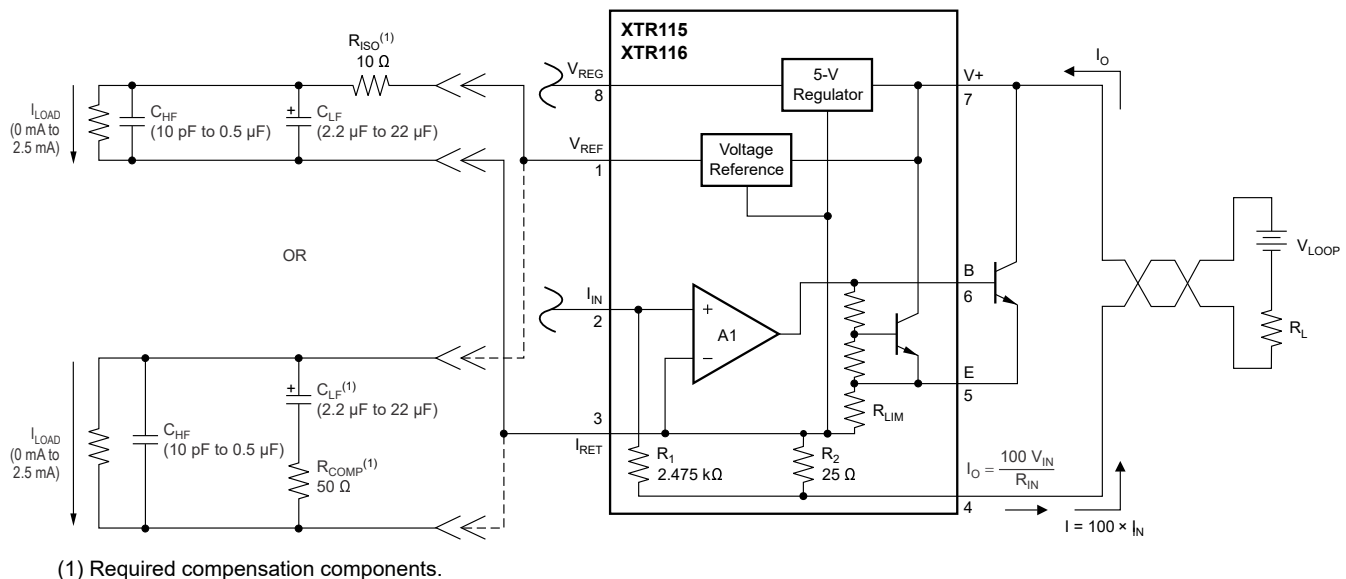 XTR115
XTR116
R_ISO(1)
10 Ω
I_LOAD
(0 mA to
2.5 mA)
C_HF
(10 pF to 0.5 µF)
+
C_LF
(2.2 µF to 22 µF)
V_REG
8
5-V
Regulator
V+
7
I_O
V_REF
1
Voltage
Reference
OR
I_IN
2
+
A1
−
B
6
E
5
R_LIM
V_LOOP
R_L
I_LOAD
(0 mA to
2.5 mA)
C_HF
(10 pF to 0.5 µF)
+
C_LF(1)
(2.2 µF to 22 µF)
R_COMP(1)
50 Ω
3
I_RET
R_1
2.475 kΩ
R_2
25 Ω
I_O = 100 V_IN / R_IN
4
I = 100 × I_N
(1) Required compensation components.